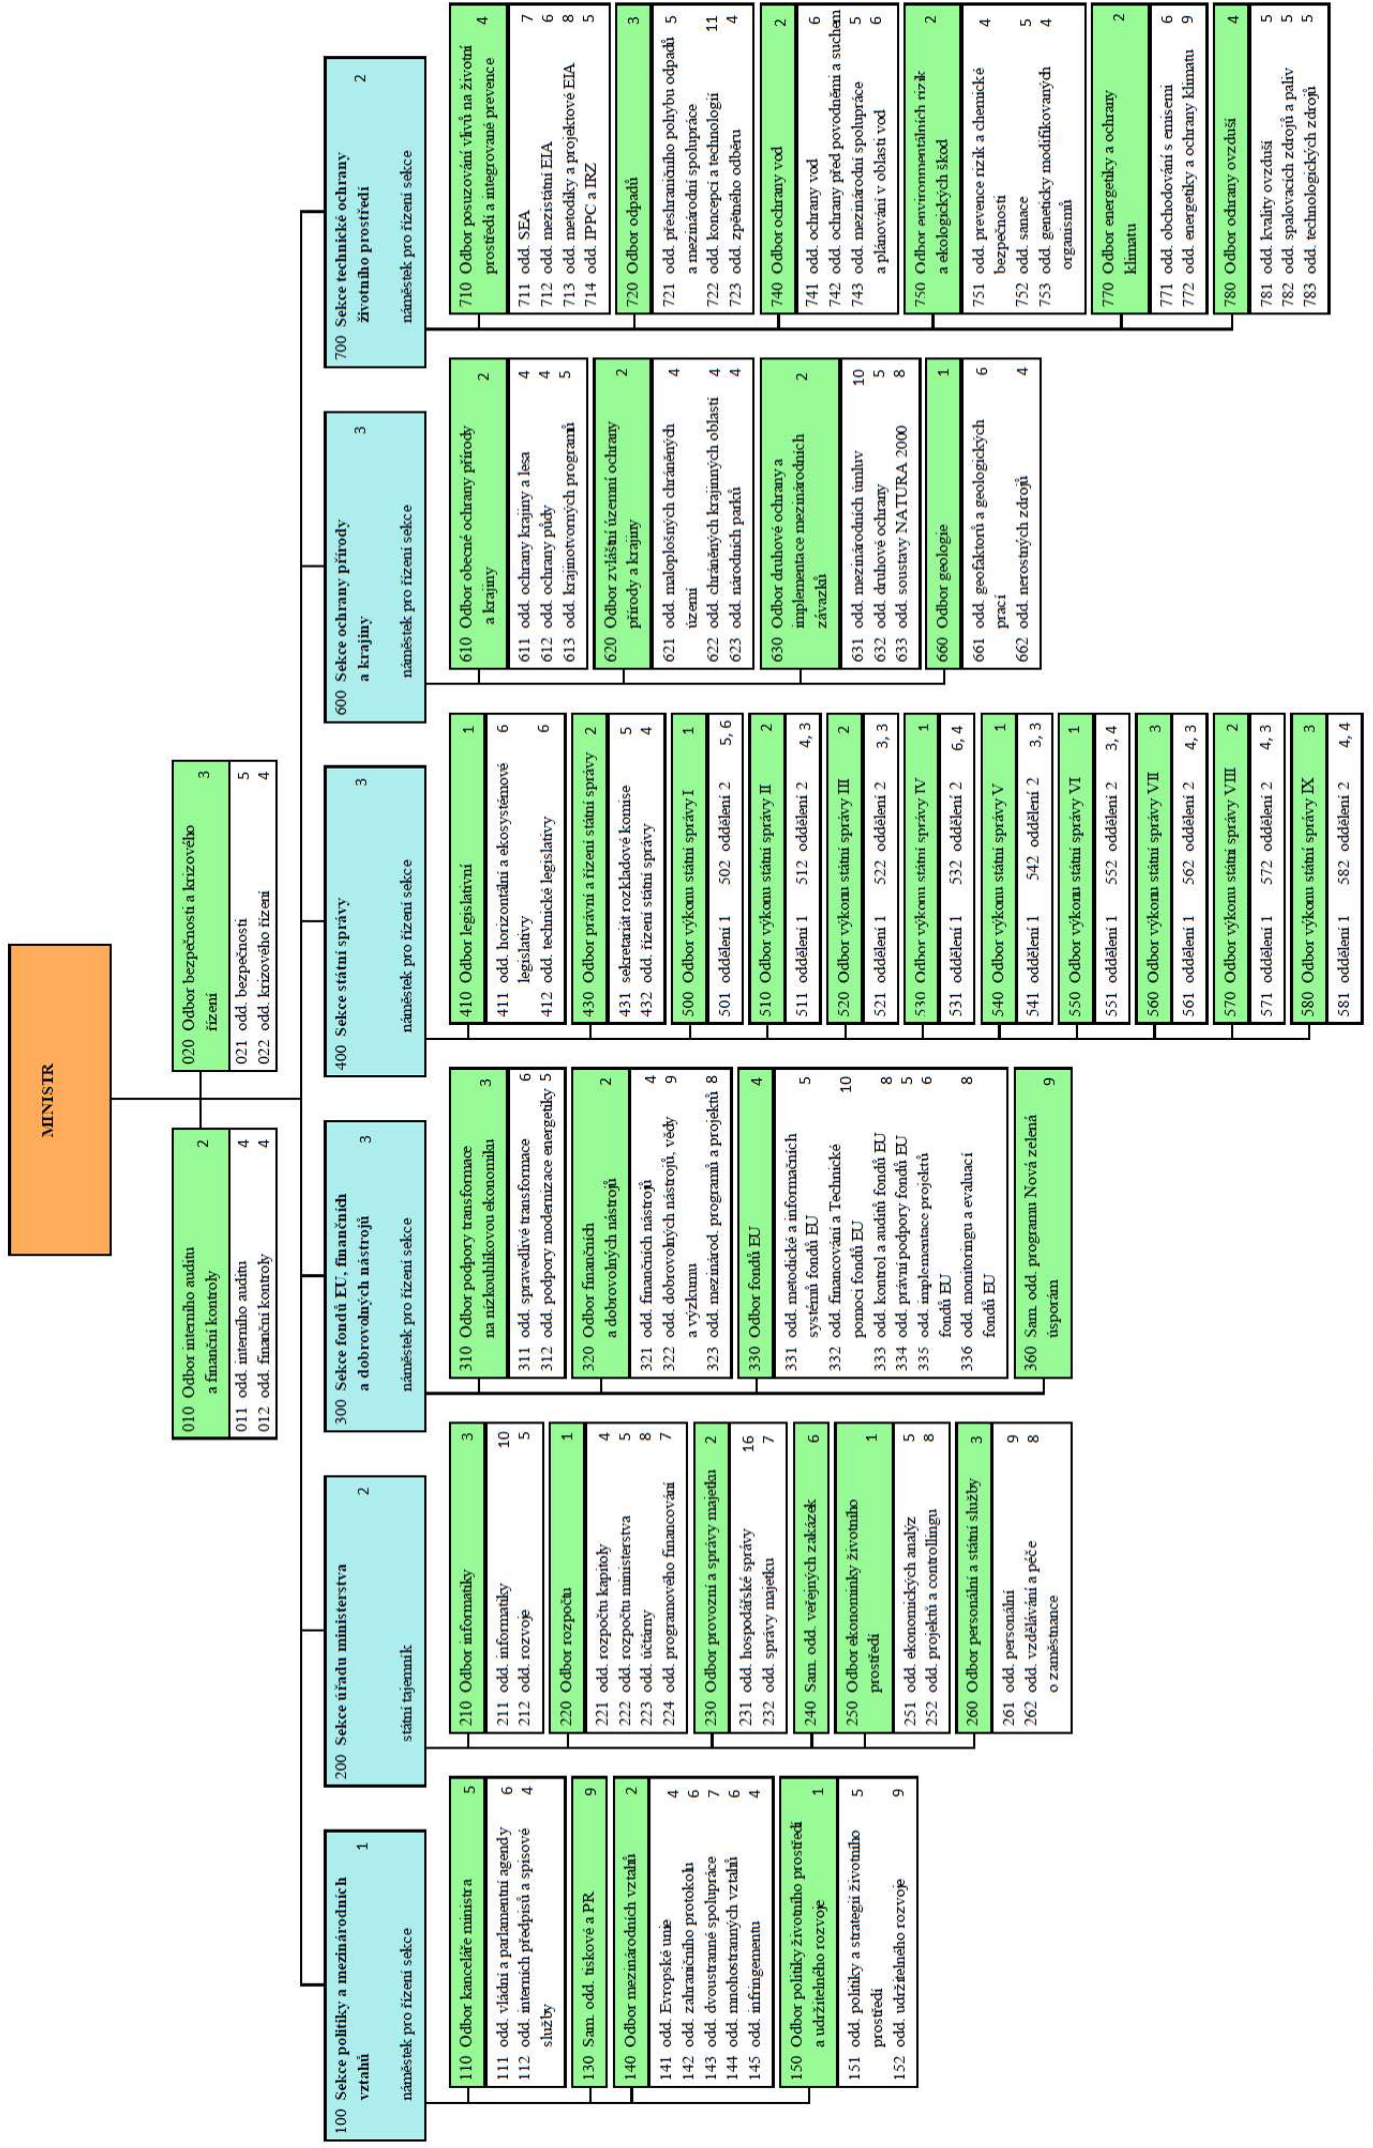 MINISTR
010 Odbor interního auditu 2
a finanční kontroly
011 odd. interního auditu 4
012 odd. finanční kontroly 4
020 Odbor bezpečnosti a krizového 3
řízení
021 odd. bezpečnosti 5
022 odd. krizového řízení 4
100 Sekce politiky a mezinárodních 1
vztahů
náměstek pro řízení sekce
110 Odbor kanceláře ministra 5
111 odd. vládní a parlamentní agendy 6
112 odd. interních předpisů a spisové 4
služby
130 Sam. odd. tiskové a PR 9
140 Odbor mezinárodních vztahů 2
141 odd. Evropské unie 4
142 odd. zahraničního protokolu 6
143 odd. dvoustranné spolupráce 7
144 odd. mnohostranných vztahů 6
145 odd. infringementu 4
150 Odbor politiky životního prostředí 1
a udržitelného rozvoje
151 odd. politiky a strategií životního 5
prostředí
152 odd. udržitelného rozvoje 9
200 Sekce úřadu ministerstva 2
státní tajemník
210 Odbor informatiky 3
211 odd. informatiky 10
212 odd. rozvoje 5
220 Odbor rozpočtu 1
221 odd. rozpočtu kapitoly 4
222 odd. rozpočtu ministerstva 5
223 odd. účtárny 8
224 odd. programového financování 7
230 Odbor provozní a správy majetku 2
231 odd. hospodářské správy 16
232 odd. správy majetku 7
240 Sam. odd. veřejných zakázek 6
250 Odbor ekonominky životního 1
prostředí
251 odd. ekonomických analýz 5
252 odd. projektů a controllingu 8
260 Odbor personální a státní služby 3
261 odd. personální 9
262 odd. vzdělávání a péče 8
o zaměstnance
300 Sekce fondů EU, finančních 3
a dobrovolných nástrojů
náměstek pro řízení sekce
310 Odbor podpory transformace 3
na nízkouhlíkovou ekonomiku
311 odd. spravedlivé transformace 6
312 odd. podpory modernizace energetiky 5
320 Odbor finančních 2
a dobrovolných nástrojů
321 odd. finančních nástrojů 4
322 odd. dobrovolných nástrojů, vědy 9
a výzkumu
323 odd. mezinárod. programů a projektů 8
330 Odbor fondů EU 4
331 odd. metodické a informačních 5
systémů fondů EU
332 odd. financování a Technické 10
pomoci fondů EU
333 odd. kontrol a auditů fondů EU 8
334 odd. právní podpory fondů EU 5
335 odd. implementace projektů 6
fondů EU
336 odd. monitoringu a evaluací 8
fondů EU
360 Sam. odd. programu Nová zelená 9
úsporám
400 Sekce státní správy 3
náměstek pro řízení sekce
410 Odbor legislativní 1
411 odd. horizontální a ekosystémové 6
legislativy
412 odd. technické legislativy 6
430 Odbor právní a řízení státní správy 2
431 sekretariát rozkladové komise 5
432 odd. řízení státní správy 4
500 Odbor výkonu státní správy I 1
501 oddělení 1 502 oddělení 2 5, 6
510 Odbor výkonu státní správy II 2
511 oddělení 1 512 oddělení 2 4, 3
520 Odbor výkonu státní správy III 2
521 oddělení 1 522 oddělení 2 3, 3
530 Odbor výkonu státní správy IV 1
531 oddělení 1 532 oddělení 2 6, 4
540 Odbor výkonu státní správy V 1
541 oddělení 1 542 oddělení 2 3, 3
550 Odbor výkonu státní správy VI 1
551 oddělení 1 552 oddělení 2 3, 4
560 Odbor výkonu státní správy VII 3
561 oddělení 1 562 oddělení 2 4, 3
570 Odbor výkonu státní správy VIII 2
571 oddělení 1 572 oddělení 2 4, 3
580 Odbor výkonu státní správy IX 3
581 oddělení 1 582 oddělení 2 4, 4
600 Sekce ochrany přírody 3
a krajiny
náměstek pro řízení sekce
610 Odbor obecné ochrany přírody 2
a krajiny
611 odd. ochrany krajiny a lesa 4
612 odd. ochrany půdy 4
613 odd. krajinotvorných programů 5
620 Odbor zvláštní územní ochrany 2
přírody a krajiny
621 odd. maloplošných chráněných 4
území
622 odd. chráněných krajinných oblastí 4
623 odd. národních parků 4
630 Odbor druhové ochrany a 2
implementace mezinárodních
závazků
631 odd. mezinárodních úmluv 10
632 odd. druhové ochrany 5
633 odd. soustavy NATURA 2000 8
660 Odbor geologie 1
661 odd. geofaktorů a geologických 6
prací
662 odd. nerostných zdrojů 4
700 Sekce technické ochrany 2
životního prostředí
náměstek pro řízení sekce
710 Odbor posuzování vlivů na životní 4
prostředí a integrované prevence
711 odd. SEA 7
712 odd. mezistátní EIA 6
713 odd. metodiky a projektové EIA 8
714 odd. IPPC a IRZ 5
720 Odbor odpadů 3
721 odd. přeshraničního pohybu odpadů 5
a mezinárodní spolupráce
722 odd. koncepcí a technologií 11
723 odd. zpětného odběru 4
740 Odbor ochrany vod 2
741 odd. ochrany vod 6
742 odd. ochrany před povodněmi a suchem
743 odd. mezinárodní spolupráce 5
a plánování v oblasti vod 6
750 Odbor environmentálních rizik 2
a ekologických škod
751 odd. prevence rizik a chemické 4
bezpečnosti
752 odd. sanace 5
753 odd. geneticky modifikovaných 4
organismů
770 Odbor energetiky a ochrany 2
klimatu
771 odd. obchodování s emisemi 6
772 odd. energetiky a ochrany klimatu 9
780 Odbor ochrany ovzduší 4
781 odd. kvality ovzduší 5
782 odd. spalovacích zdrojů a paliv 5
783 odd. technologických zdrojů 5